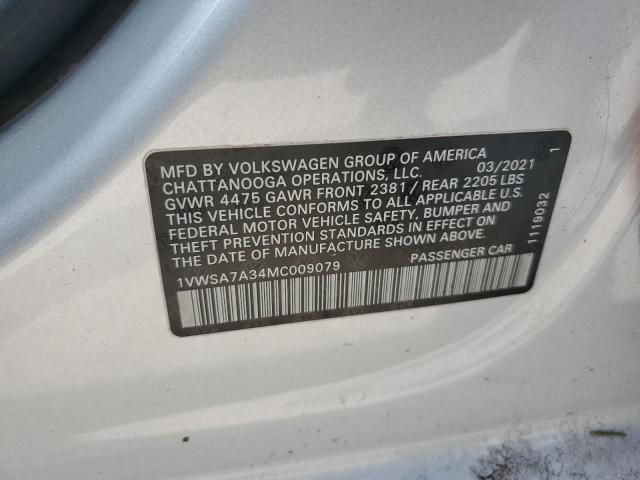 MFD BY VOLKSWAGEN GROUP OF AMERICA
CHATTANOOGA OPERATIONS, LLC. 03/2021
GVWR 4475 GAWR FRONT 2381/ REAR 2205 LBS
THIS VEHICLE CONFORMS TO ALL APPLICABLE U.S.
FEDERAL MOTOR VEHICLE SAFETY, BUMPER AND
THEFT PREVENTION STANDARDS IN EFFECT ON
THE DATE OF MANUFACTURE SHOWN ABOVE.
1VWSA7A34MC009079 PASSENGER CAR
1119032 1